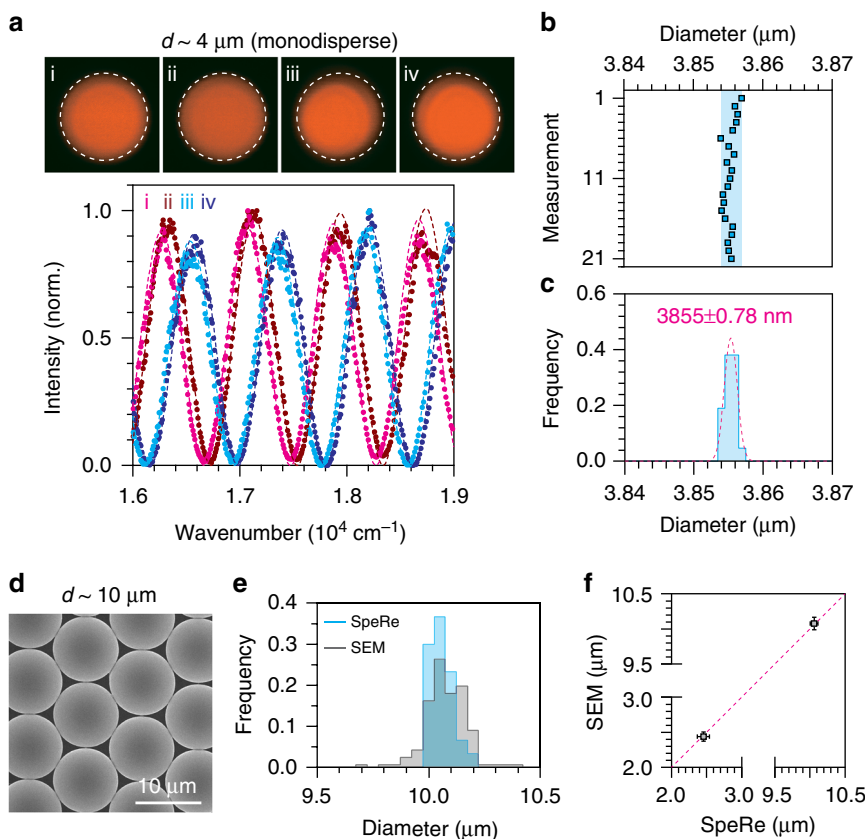 a
d ~ 4 μm (monodisperse)
i
ii
iii
iv
i ii iii iv
1.0
0.5
0.0
Intensity (norm.)
1.6 1.7 1.8 1.9
Wavenumber (10⁴ cm⁻¹)
b
Diameter (μm)
3.84 3.85 3.86 3.87
1
11
21
Measurement
c
0.6
0.4
0.2
0.0
Frequency
3855±0.78 nm
3.84 3.85 3.86 3.87
Diameter (μm)
d
d ~ 10 μm
10 μm
e
0.4
0.3
0.2
0.1
0.0
Frequency
SpeRe
SEM
9.5 10.0 10.5
Diameter (μm)
f
10.5
9.5
3.0
2.0
SEM (μm)
2.0 3.0 9.5 10.5
SpeRe (μm)